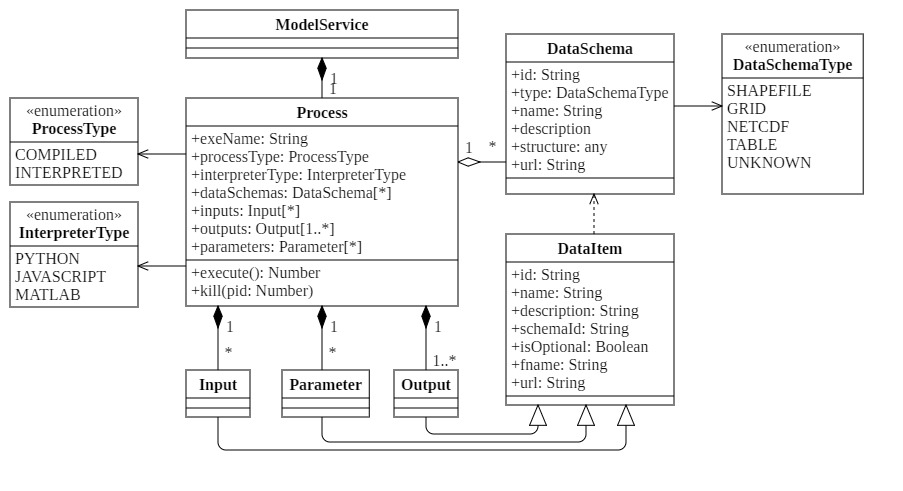 ModelService
1
1
«enumeration»
ProcessType
COMPILED
INTERPRETED
«enumeration»
InterpreterType
PYTHON
JAVASCRIPT
MATLAB
Process
+exeName: String
+processType: ProcessType
+interpreterType: InterpreterType
+dataSchemas: DataSchema[*]
+inputs: Input[*]
+outputs: Output[1..*]
+parameters: Parameter[*]
+execute(): Number
+kill(pid: Number)
1 *
DataSchema
+id: String
+type: DataSchemaType
+name: String
+description
+structure: any
+url: String
«enumeration»
DataSchemaType
SHAPEFILE
GRID
NETCDF
TABLE
UNKNOWN
DataItem
+id: String
+name: String
+description: String
+schemaId: String
+isOptional: Boolean
+fname: String
+url: String
1
*
1
*
1
1..*
Input
Parameter
Output